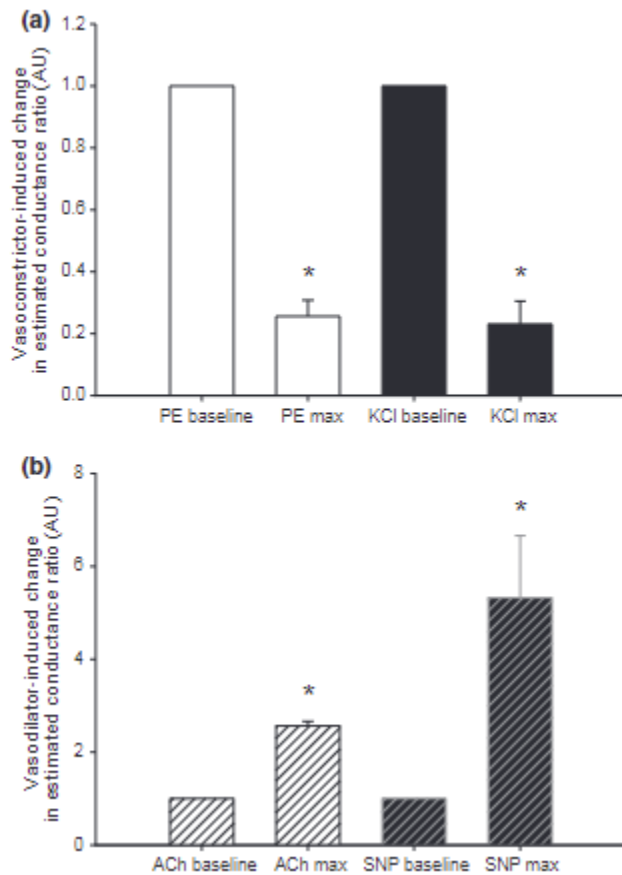 (a)
Vasoconstrictor-induced change
in estimated conductance ratio (AU)
1.2
1.0
0.8
0.6
0.4
0.2
0.0
*
*
PE baseline PE max KCl baseline KCl max
(b)
Vasodilator-induced change
in estimated conductance ratio (AU)
8
6
4
2
0
*
*
ACh baseline ACh max SNP baseline SNP max